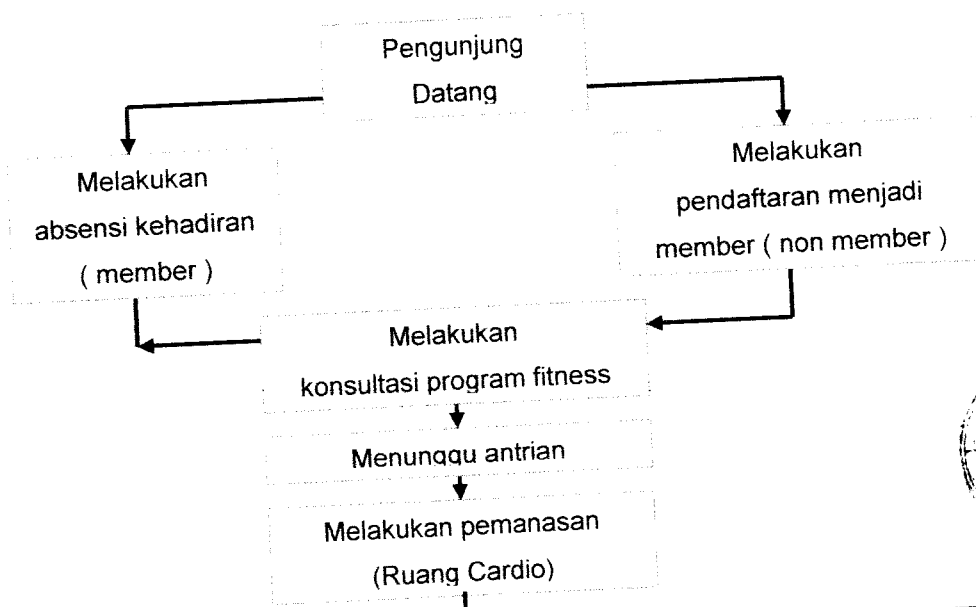 Pengunjung
Datang
Melakukan
absensi kehadiran
( member )
Melakukan
pendaftaran menjadi
member ( non member )
Melakukan
konsultasi program fitness
Menunggu antrian
Melakukan pemanasan
(Ruang Cardio)